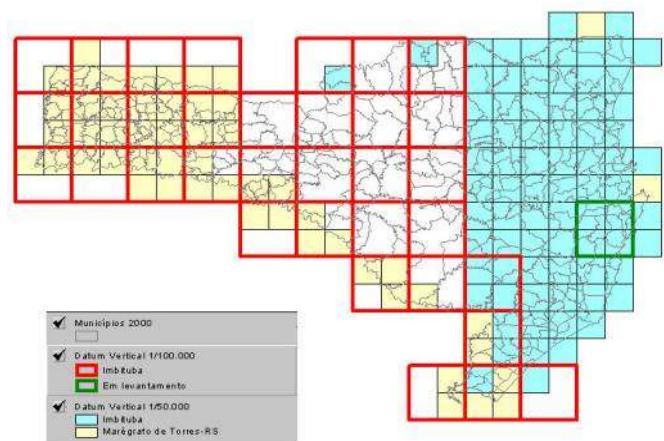 Municípios 2000
Datum Vertical 1/100.000
Imbituba
Em levantamento
Datum Vertical 1/50.000
Imbituba
Marégrafo de Torres-RS